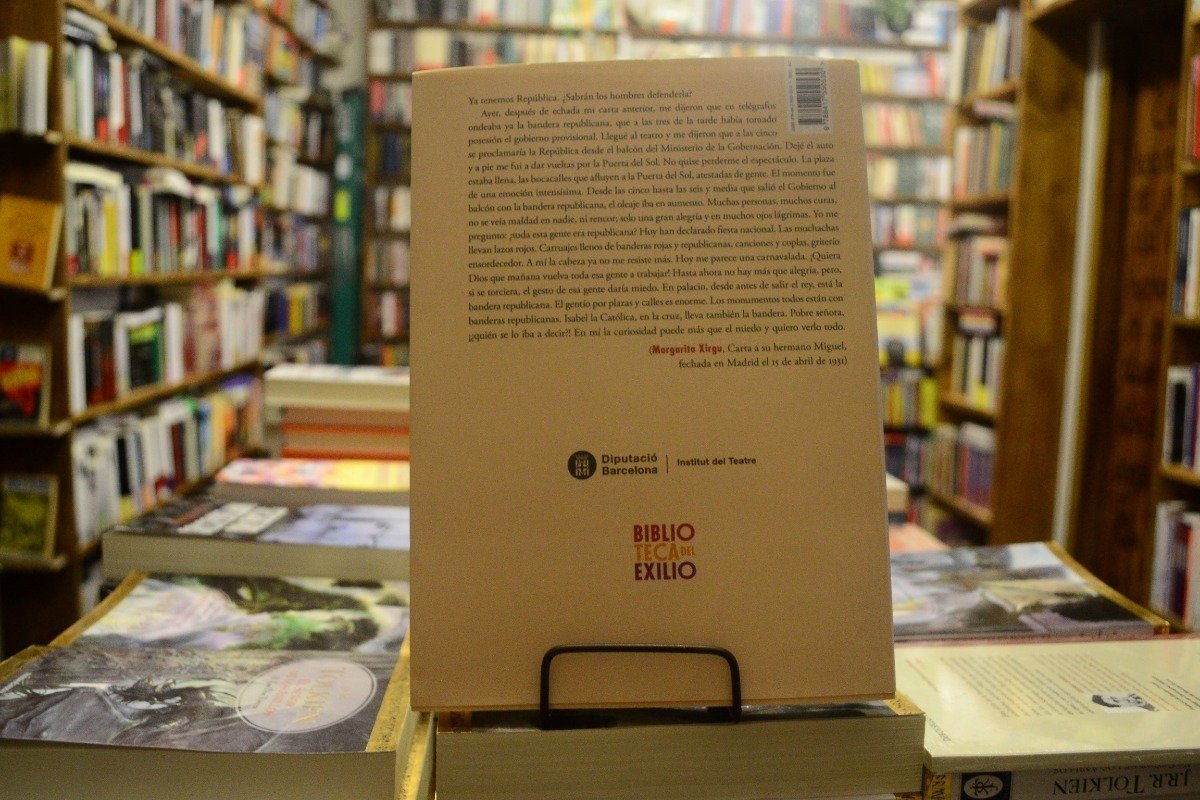 Ya tenemos República. ¿Sabrán los hombres defenderla?
Ayer, después de echada mi carta anterior, me dijeron que en telégrafos
ondeaba ya la bandera republicana, que a las tres de la tarde había tomado
posesión el gobierno provisional. Llegué al teatro y me dijeron que a las cinco
se proclamaría la República desde el balcón del Ministerio de la Gobernación. Dejé el auto
y a pie me fui a dar vueltas por la Puerta del Sol. No quise perderme el espectáculo. La plaza
estaba llena, las bocacalles que afluyen a la Puerta del Sol, atestadas de gente. El momento fue
de una emoción intensísima. Desde las cinco hasta las seis y media que salió el Gobierno al
balcón con la bandera republicana, el oleaje iba en aumento. Muchas personas, muchos curas,
no se veía maldad en nadie, ni rencor; solo una gran alegría y en muchos ojos lágrimas. Yo me
pregunto: ¿toda esta gente era republicana? Hoy han declarado fiesta nacional. Las muchachas
llevan lazos rojos. Carruajes llenos de banderas rojas y republicanas, canciones y coplas, griterío
ensordecedor. A mí la cabeza ya no me resiste más. Hoy me parece una carnavalada. ¡Quiera
Dios que mañana vuelva toda esa gente a trabajar! Hasta ahora no hay más que alegría, pero,
si se torciera, el gesto de esa gente daría miedo. En palacio, desde antes de salir el rey, está la
bandera republicana. El gentío por plazas y calles es enorme. Los monumentos todos están con
banderas republicanas. Isabel la Católica, en la cruz, lleva también la bandera. Pobre señora,
¡¿quién se lo iba a decir?! En mí la curiosidad puede más que el miedo y quiero verlo todo.
(Margarita Xirgu, Carta a su hermano Miguel,
fechada en Madrid el 15 de abril de 1931)
Diputació
Barcelona
Institut del Teatre
BIBLIO
TECA DEL
EXILIO
TOLKIEN
J.R.R. TOLKIEN